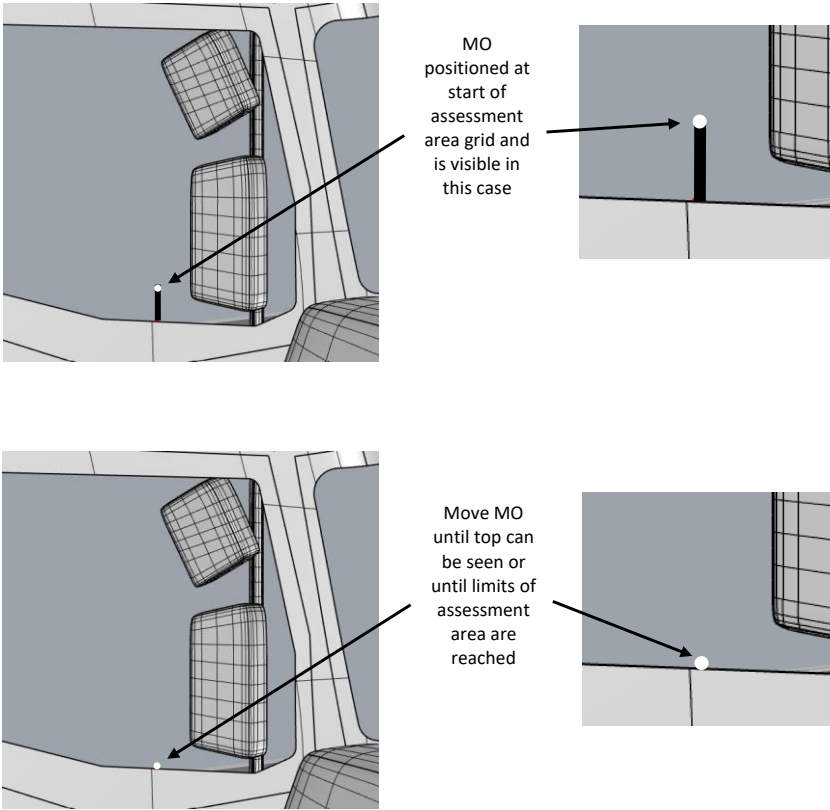 MO
positioned at
start of
assessment
area grid and
is visible in
this case
Move MO
until top can
be seen or
until limits of
assessment
area are
reached